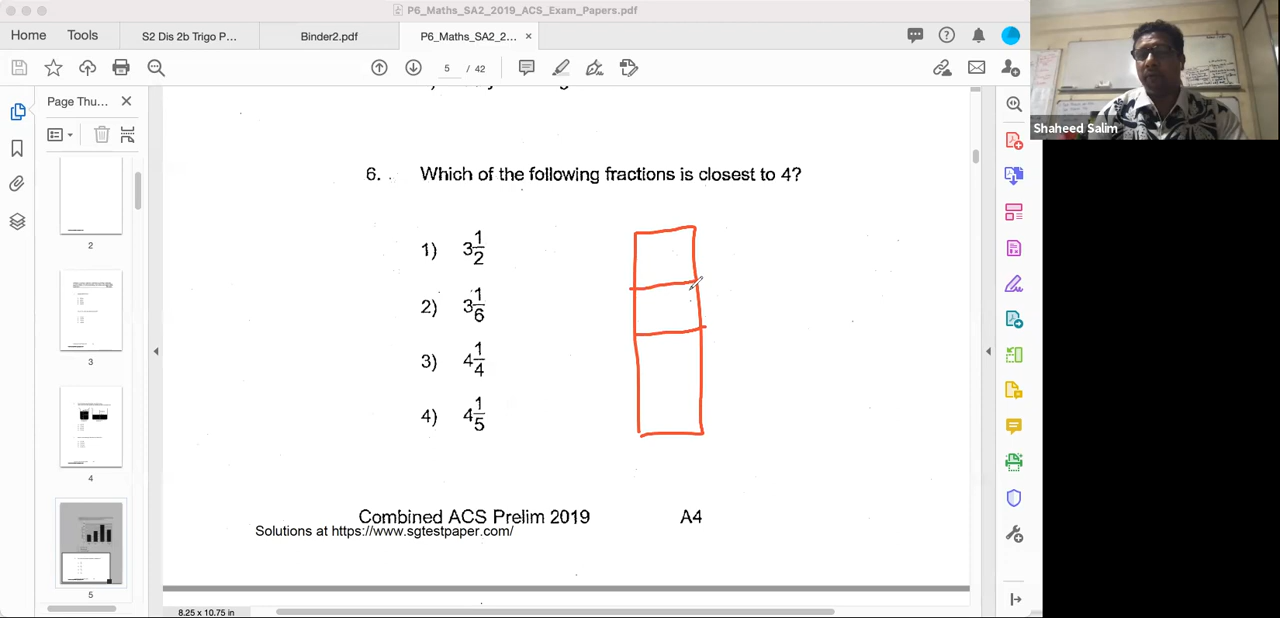 P6_Maths_SA2_2019_ACS_Exam_Papers.pdf
Home Tools S2 Dis 2b Trigo P... Binder2.pdf P6_Maths_SA2_2... ×
5 / 42
Page Thu...
2
3
4
5
6. Which of the following fractions is closest to 4?
1) 3 1/2
2) 3 1/6
3) 4 1/4
4) 4 1/5
Combined ACS Prelim 2019 A4
Solutions at https://www.sgtestpaper.com/
8.25 x 10.75 in
Shaheed Salim